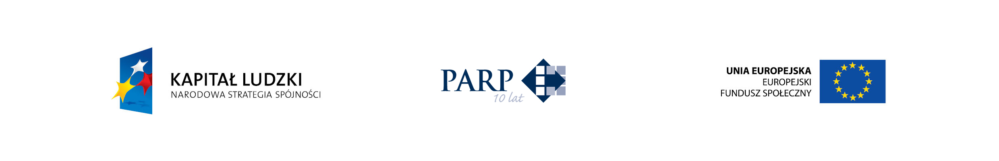 KAPITAŁ LUDZKI
NARODOWA STRATEGIA SPÓJNOŚCI
PARP
10 lat
UNIA EUROPEJSKA
EUROPEJSKI
FUNDUSZ SPOŁECZNY